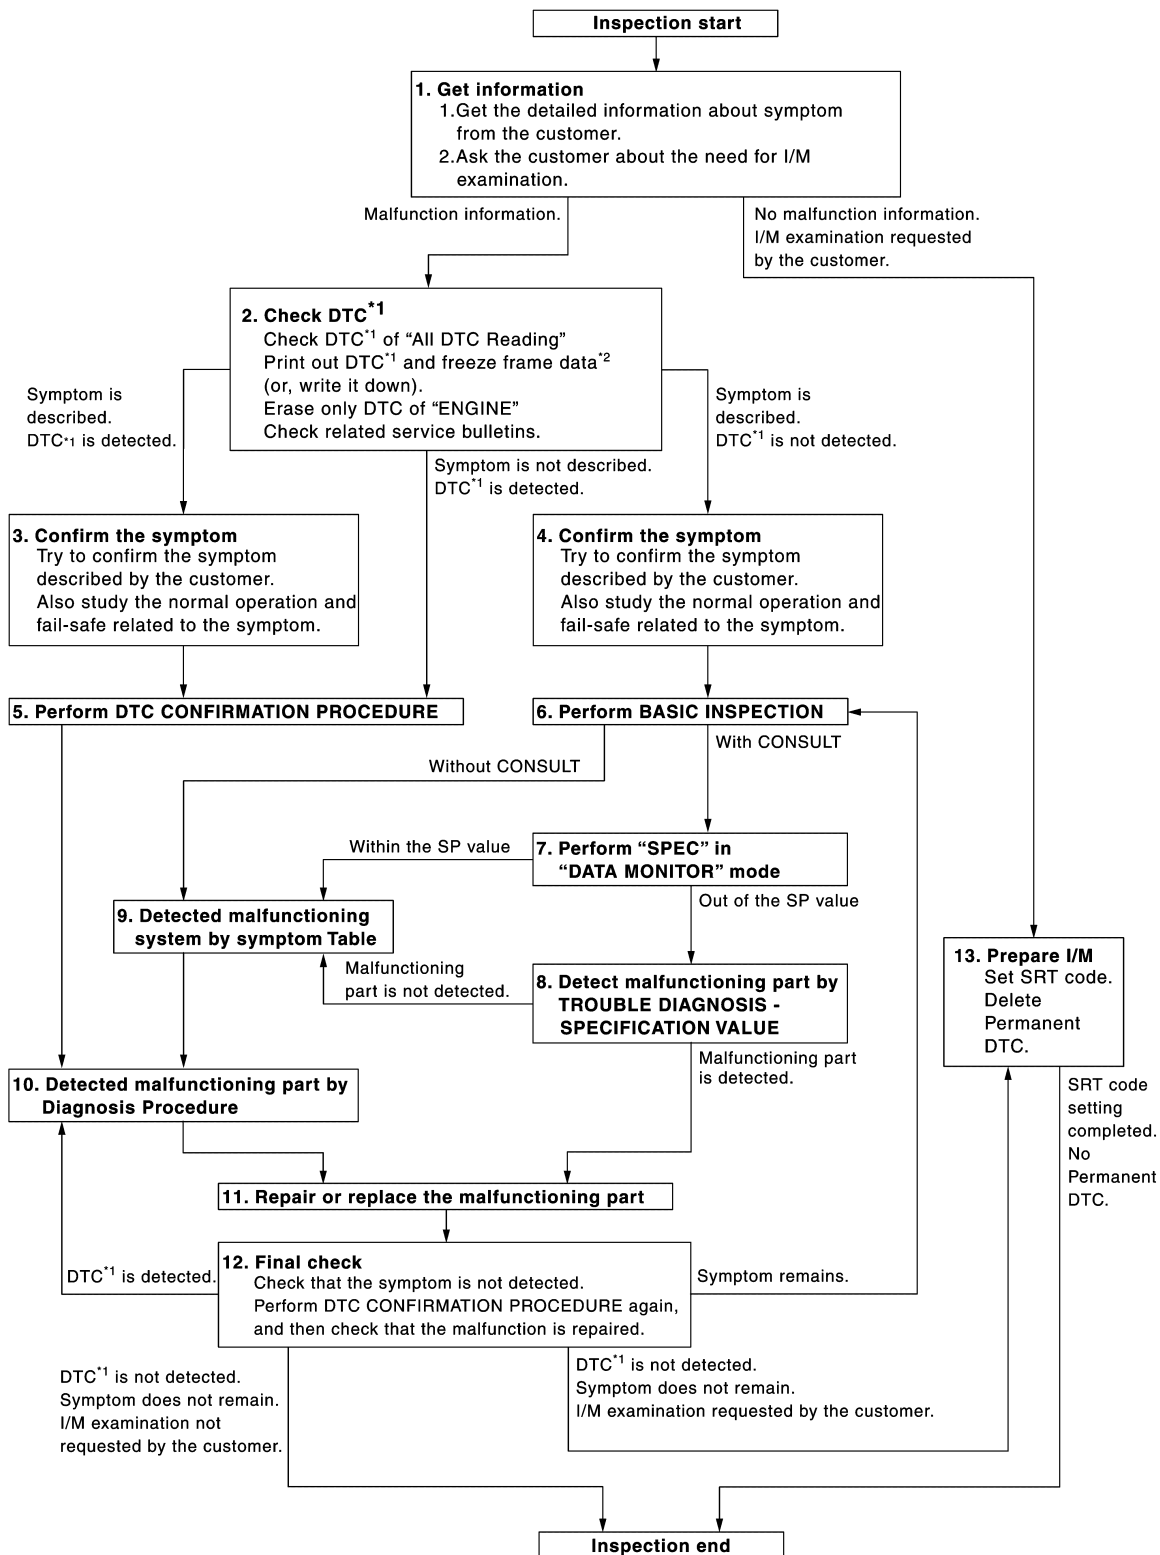 Inspection start
1. Get information
1.Get the detailed information about symptom
from the customer.
2.Ask the customer about the need for I/M
examination.
Malfunction information.
No malfunction information.
I/M examination requested
by the customer.
2. Check DTC*1
Check DTC*1 of “All DTC Reading”
Print out DTC*1 and freeze frame data*2
(or, write it down).
Erase only DTC of “ENGINE”
Check related service bulletins.
Symptom is
described.
DTC*1 is detected.
Symptom is not described.
DTC*1 is detected.
Symptom is
described.
DTC*1 is not detected.
3. Confirm the symptom
Try to confirm the symptom
described by the customer.
Also study the normal operation and
fail-safe related to the symptom.
4. Confirm the symptom
Try to confirm the symptom
described by the customer.
Also study the normal operation and
fail-safe related to the symptom.
5. Perform DTC CONFIRMATION PROCEDURE
6. Perform BASIC INSPECTION
Without CONSULT
With CONSULT
Within the SP value
7. Perform “SPEC” in
“DATA MONITOR” mode
Out of the SP value
9. Detected malfunctioning
system by symptom Table
Malfunctioning
part is not detected.
8. Detect malfunctioning part by
TROUBLE DIAGNOSIS -
SPECIFICATION VALUE
13. Prepare I/M
Set SRT code.
Delete
Permanent
DTC.
Malfunctioning part
is detected.
10. Detected malfunctioning part by
Diagnosis Procedure
SRT code
setting
completed.
No
Permanent
DTC.
11. Repair or replace the malfunctioning part
DTC*1 is detected.
12. Final check
Check that the symptom is not detected.
Perform DTC CONFIRMATION PROCEDURE again,
and then check that the malfunction is repaired.
Symptom remains.
DTC*1 is not detected.
Symptom does not remain.
I/M examination not
requested by the customer.
DTC*1 is not detected.
Symptom does not remain.
I/M examination requested by the customer.
Inspection end